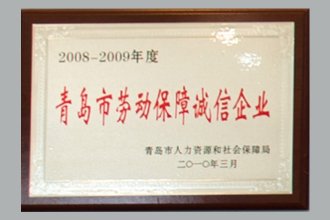 2008-2009年度
青岛市劳动保障诚信企业
青岛市人力资源和社会保障局
二〇一〇年三月